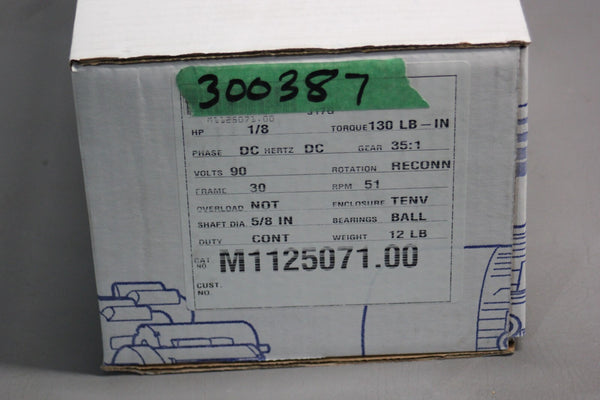 300387
M1125071.00
HP 1/8 TORQUE 130 LB-IN
PHASE DC HERTZ DC GEAR 35:1
VOLTS 90 ROTATION RECONN
FRAME 30 RPM 51
OVERLOAD NOT ENCLOSURE TENV
SHAFT DIA 5/8 IN BEARINGS BALL
DUTY CONT WEIGHT 12 LB
CAT. NO M1125071.00
CUST. NO.